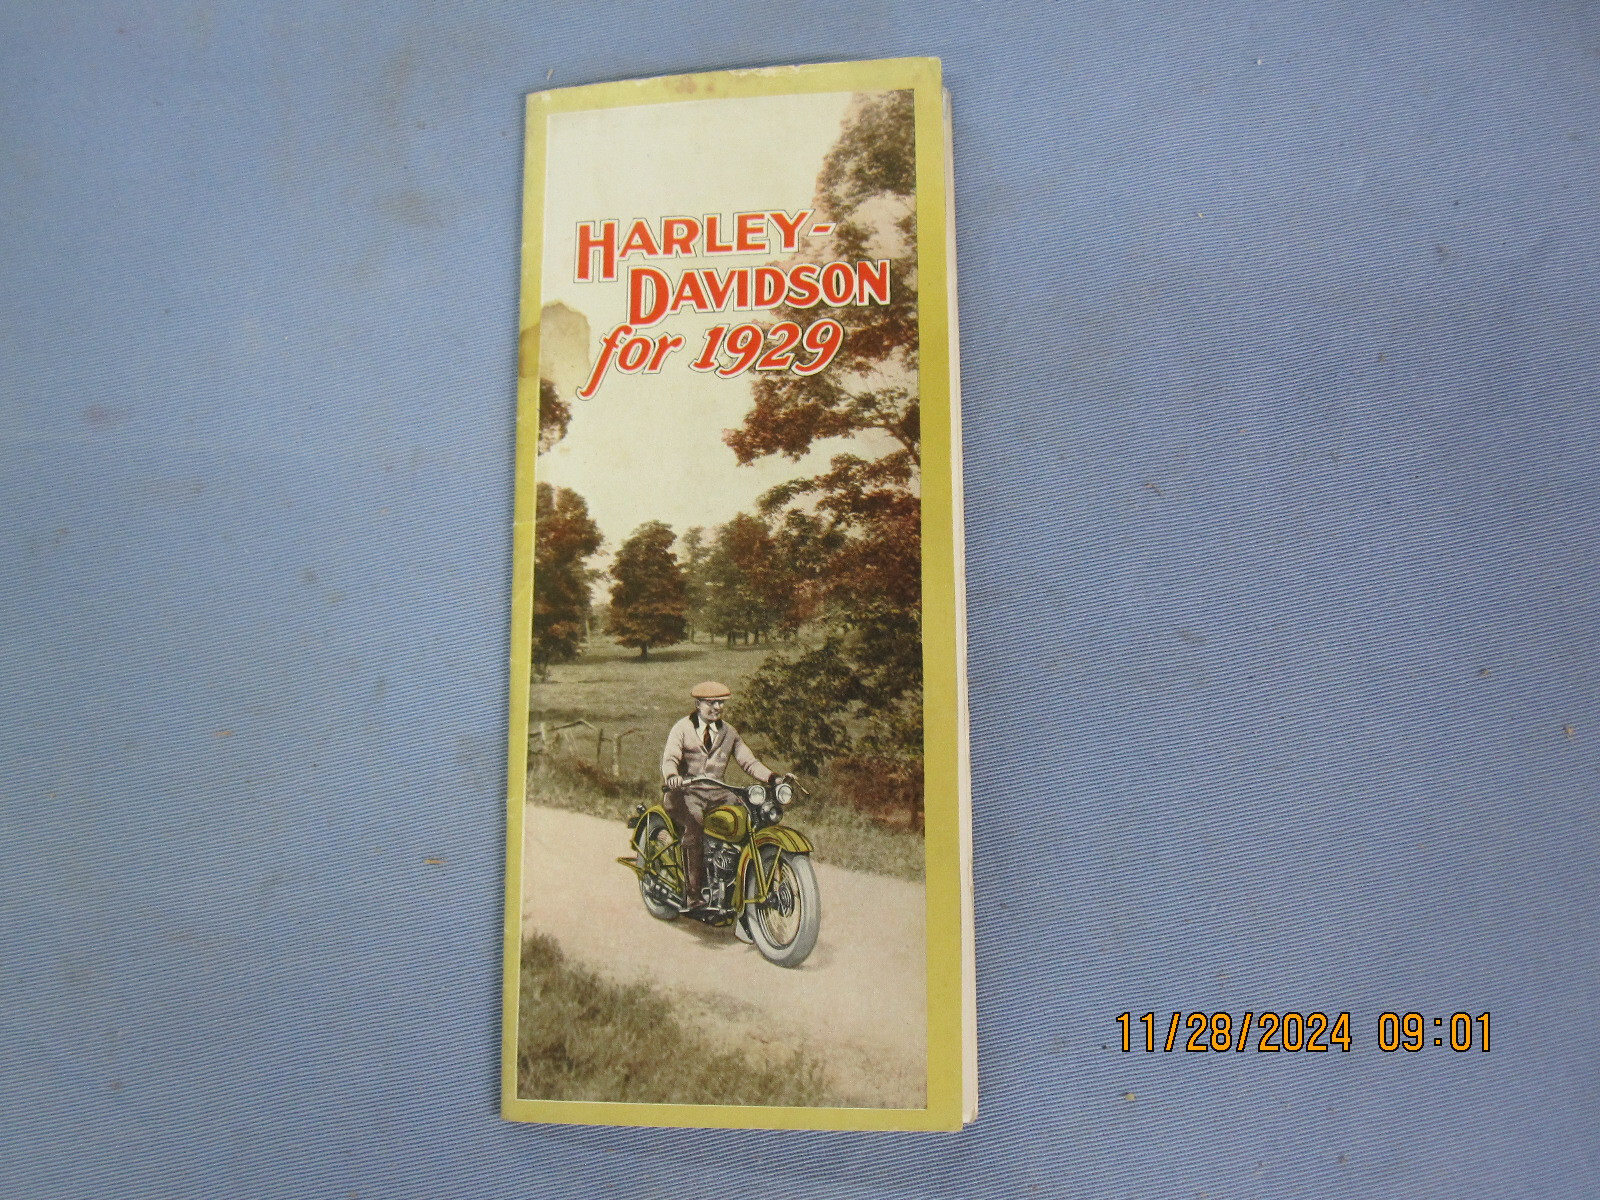 HARLEY-
DAVIDSON
for 1929
11/28/2024 09:01